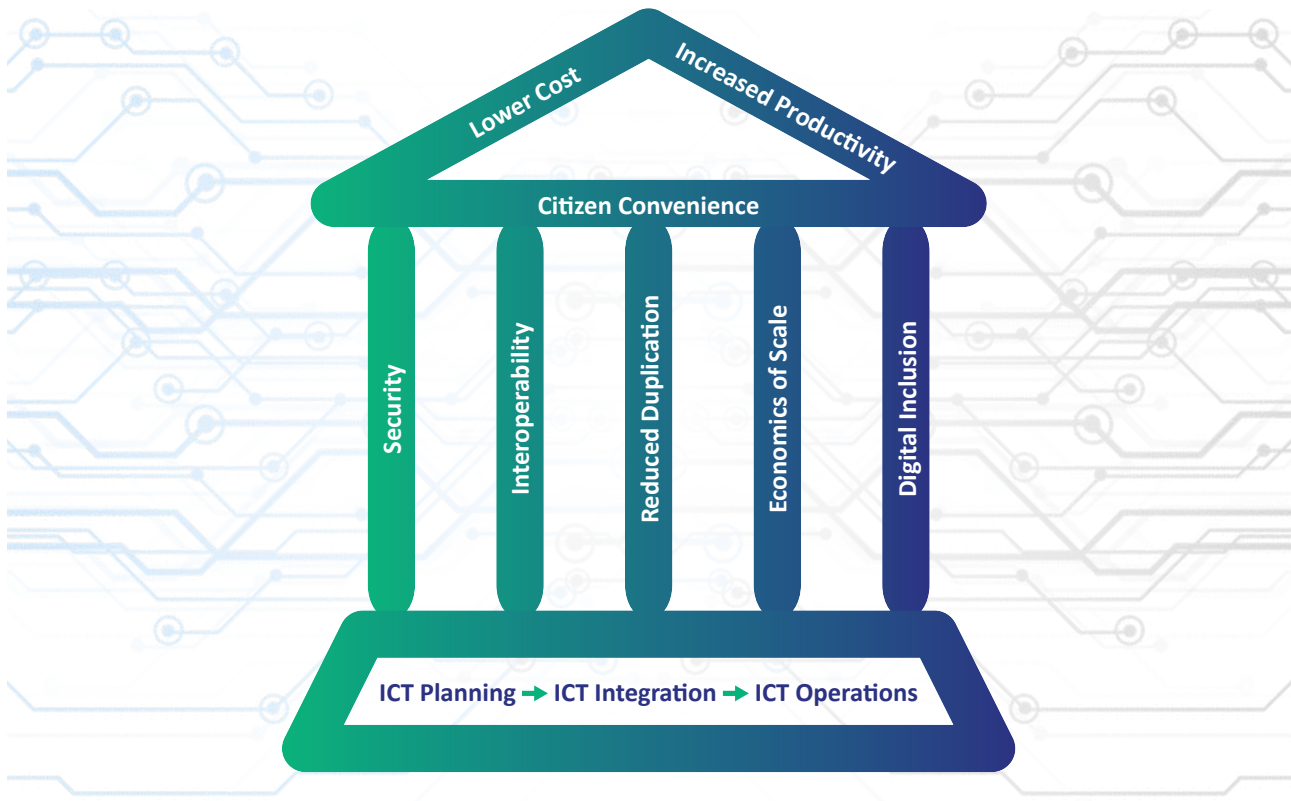 Lower Cost
Increased Productivity
Citizen Convenience
Security
Interoperability
Reduced Duplication
Economics of Scale
Digital Inclusion
ICT Planning → ICT Integration → ICT Operations